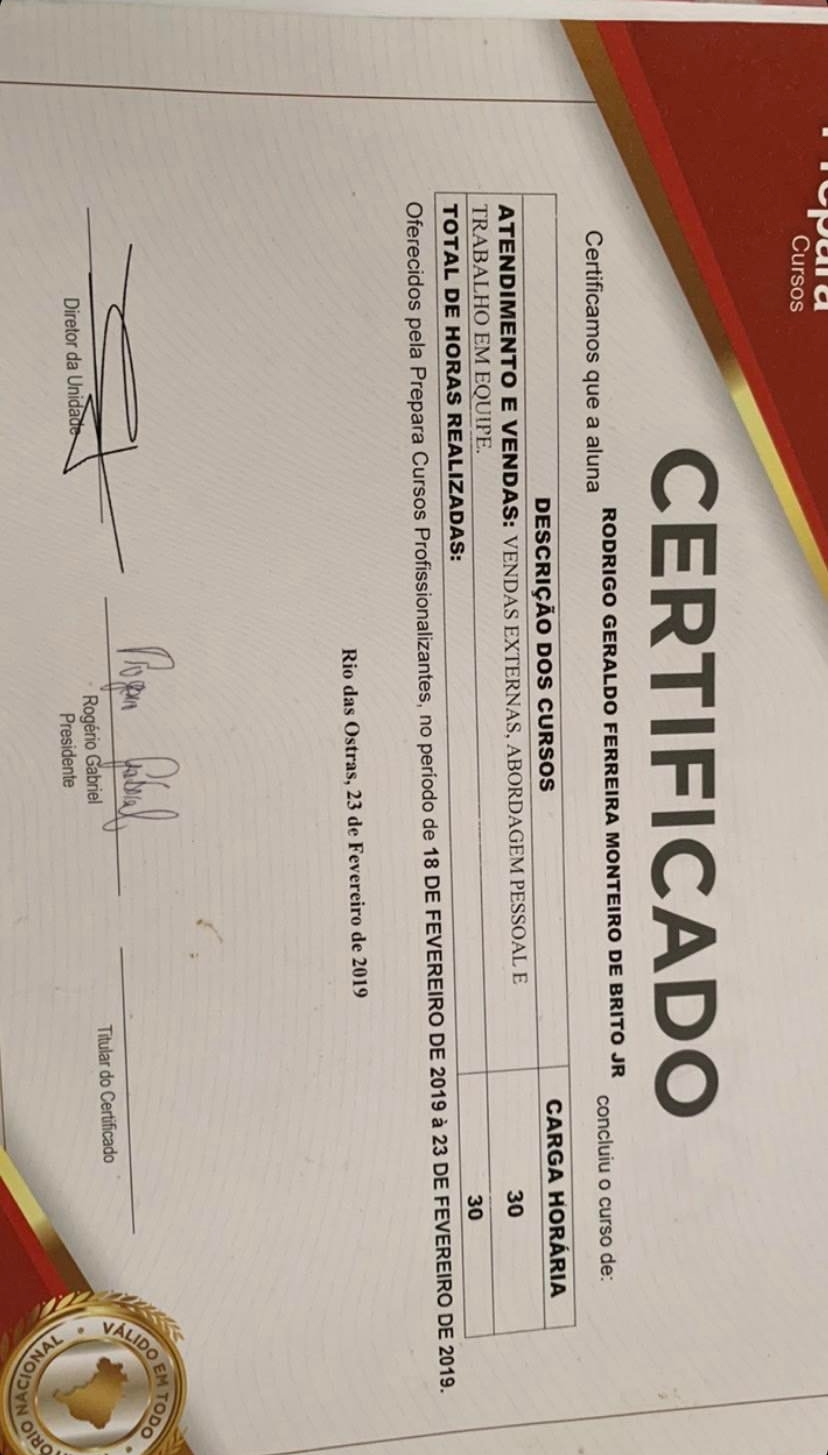 Prepara
Cursos
CERTIFICADO
Certificamos que a aluna RODRIGO GERALDO FERREIRA MONTEIRO DE BRITO JR concluiu o curso de:
DESCRIÇÃO DOS CURSOS CARGA HORÁRIA
ATENDIMENTO E VENDAS: VENDAS EXTERNAS, ABORDAGEM PESSOAL E 30
TRABALHO EM EQUIPE.
TOTAL DE HORAS REALIZADAS: 30
Oferecidos pela Prepara Cursos Profissionalizantes, no período de 18 DE FEVEREIRO DE 2019 à 23 DE FEVEREIRO DE 2019.
Rio das Ostras, 23 de Fevereiro de 2019
Rogério Gabriel
Diretor da Unidade
Rogério Gabriel
Presidente
Titular do Certificado
VÁLIDO EM TODO
TÓRIO NACIONAL